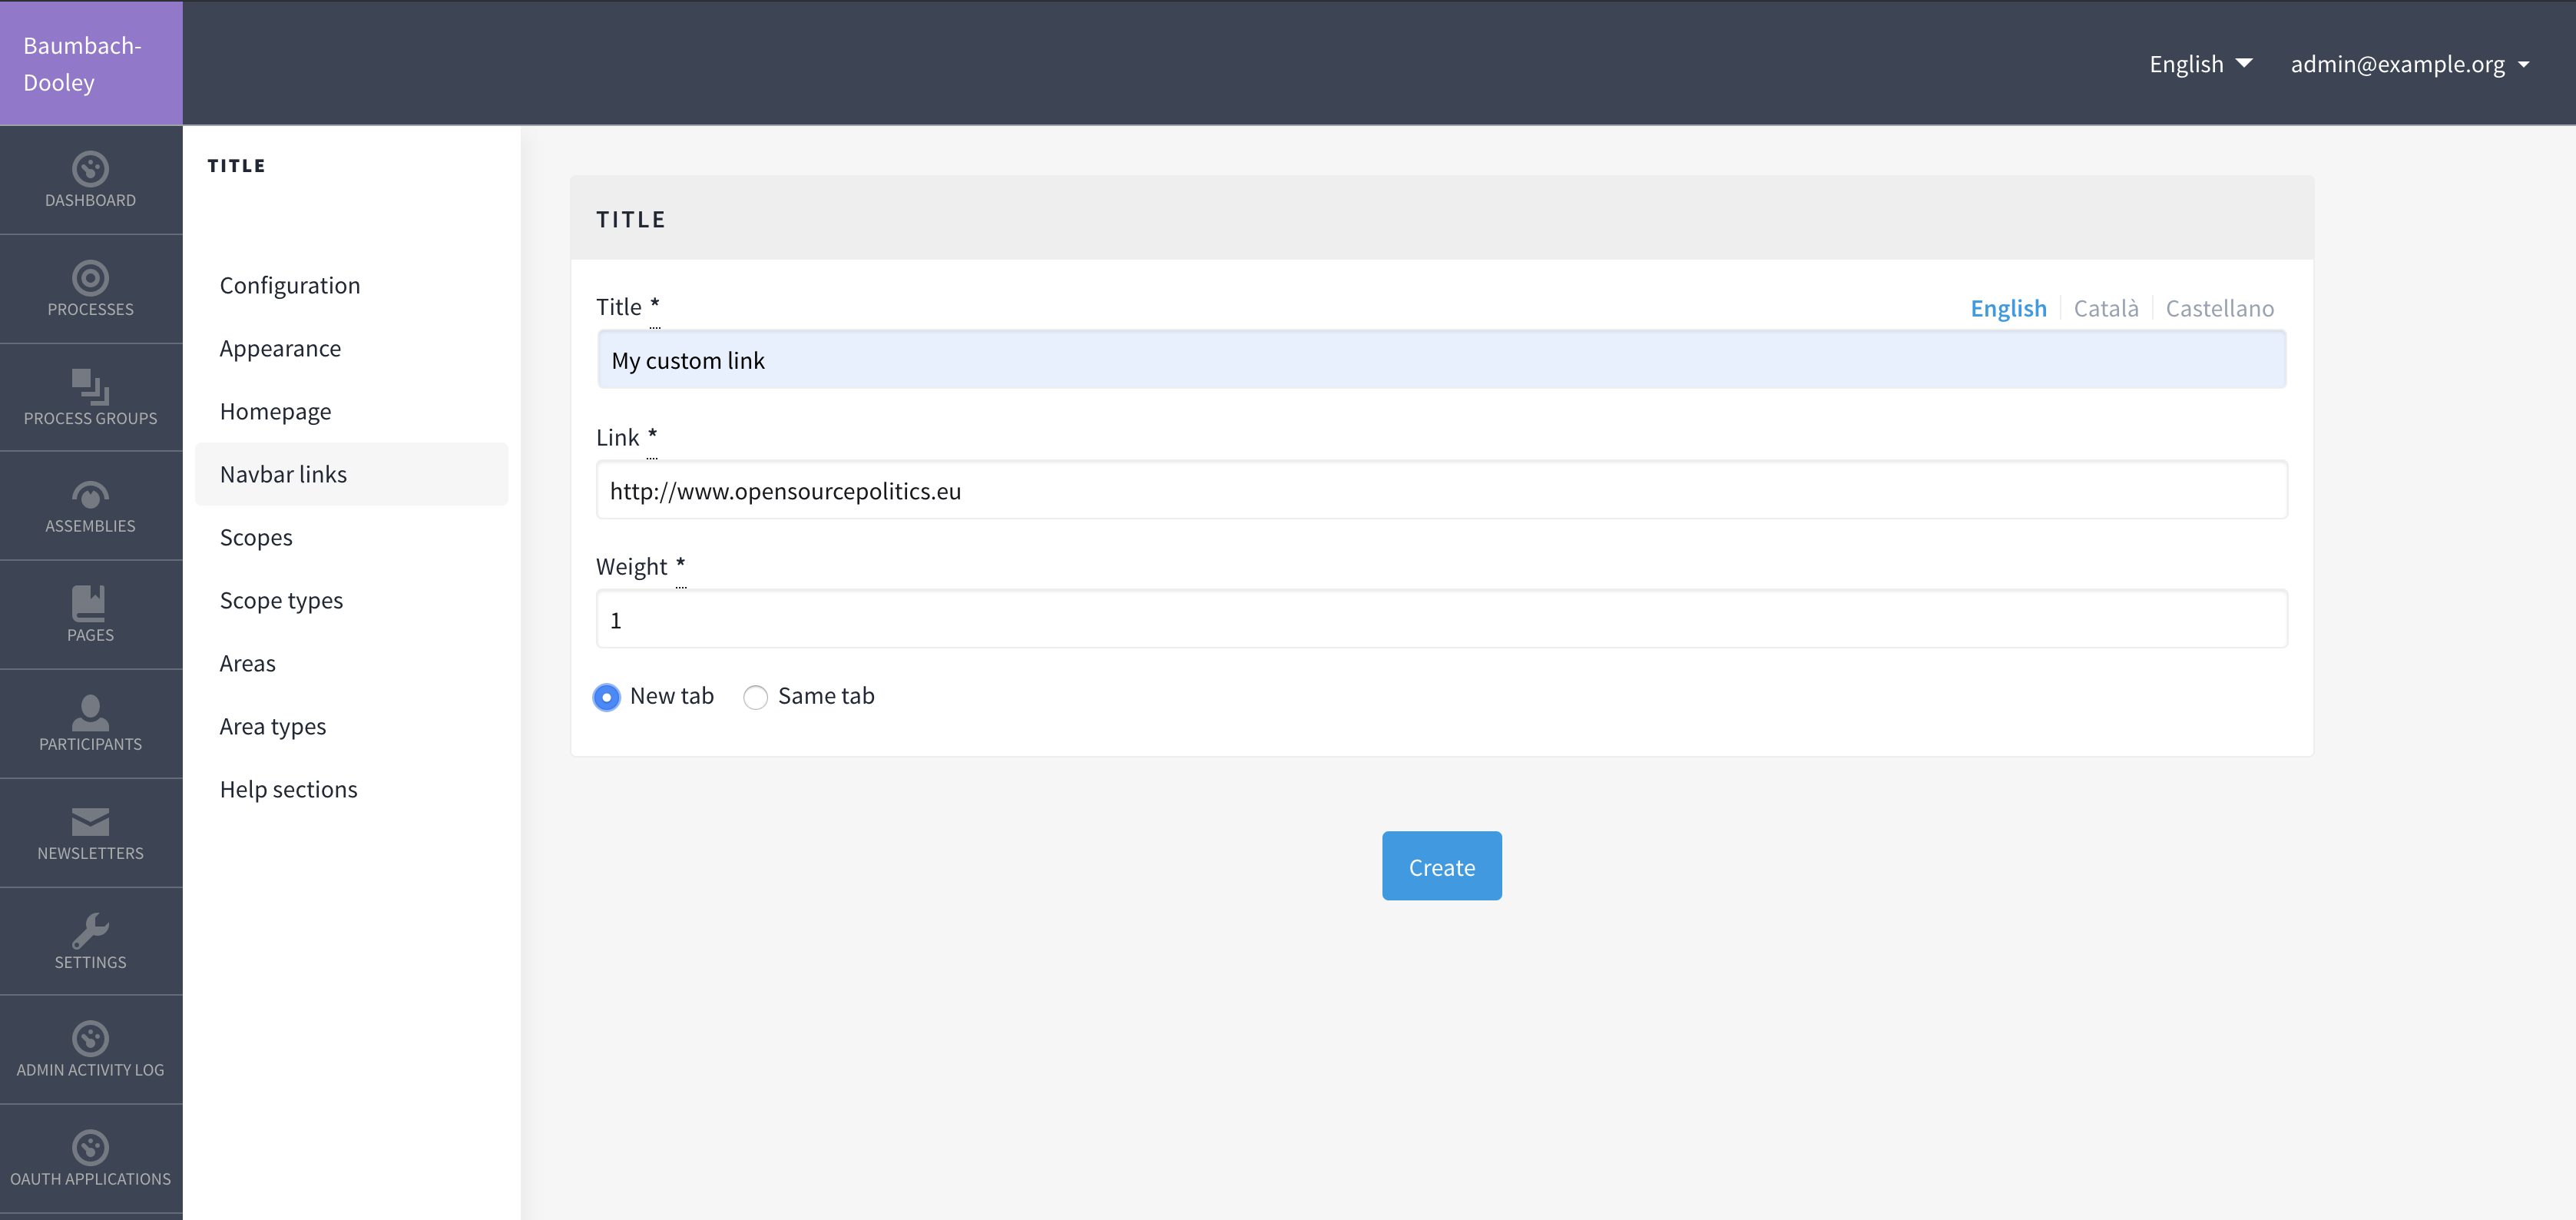 Baumbach-
Dooley
English
admin@example.org
DASHBOARD
PROCESSES
PROCESS GROUPS
ASSEMBLIES
PAGES
PARTICIPANTS
NEWSLETTERS
SETTINGS
ADMIN ACTIVITY LOG
OAUTH APPLICATIONS
TITLE
Configuration
Appearance
Homepage
Navbar links
Scopes
Scope types
Areas
Area types
Help sections
TITLE
Title *
English Català Castellano
My custom link
Link *
http://www.opensourcepolitics.eu
Weight *
1
New tab Same tab
Create